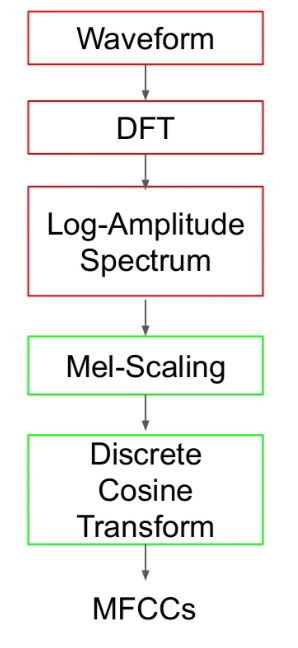 Waveform
DFT
Log-Amplitude
Spectrum
Mel-Scaling
Discrete
Cosine
Transform
MFCCs